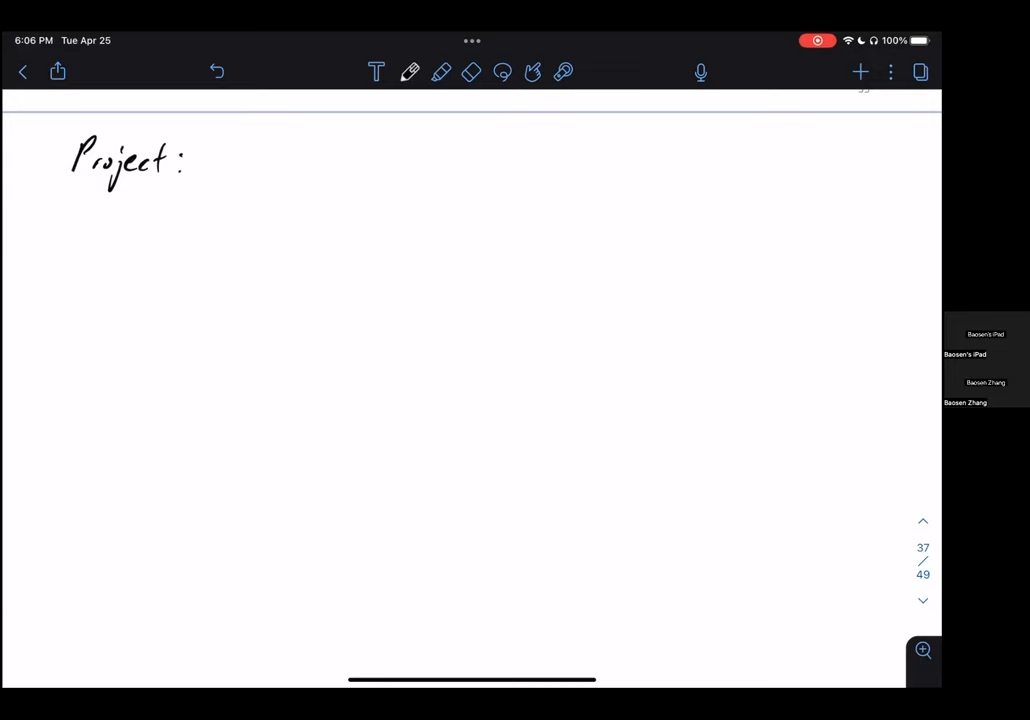 6:06 PM Tue Apr 25
100%
Project:
Baosen's iPad
Baosen's iPad
Baosen Zhang
Baosen Zhang
37
/
49